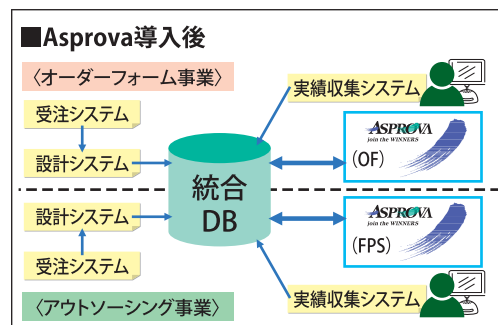 ■Asprova導入後
〈オーダーフォーム事業〉
受注システム
設計システム
実績収集システム
ASPROVA
join the WINNERS
(OF)
統合
DB
設計システム
受注システム
ASPROVA
join the WINNERS
(FPS)
実績収集システム
〈アウトソーシング事業〉